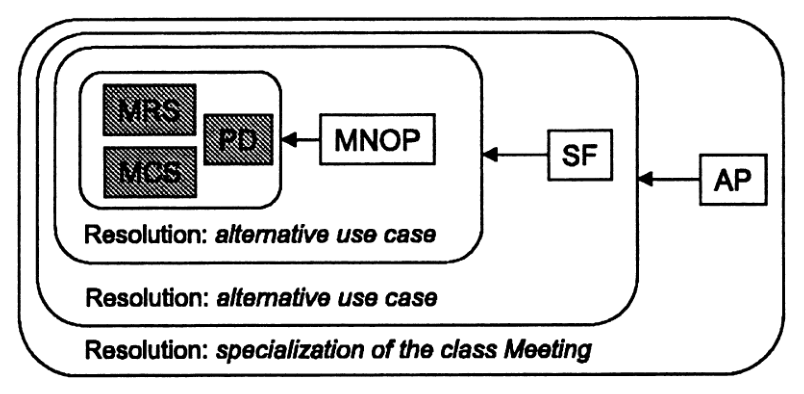 MRS
MCS
PD
MNOP
SF
AP
Resolution: alternative use case
Resolution: alternative use case
Resolution: specialization of the class Meeting